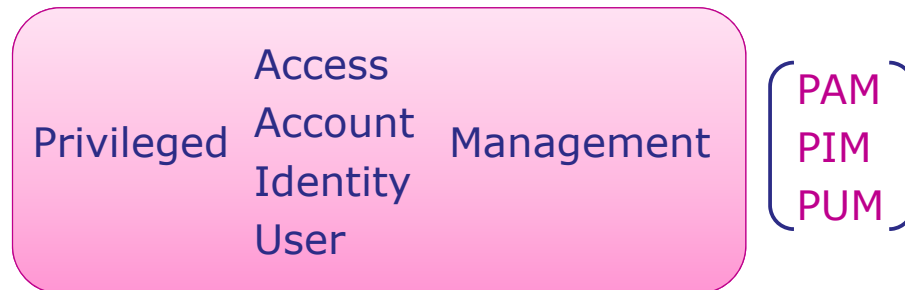 Privileged
Access
Account
Identity
User
Management
PAM
PIM
PUM